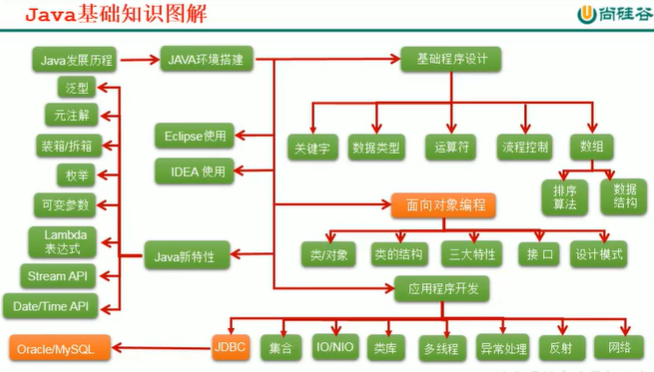 Java基础知识图解
尚硅谷
Java发展历程
JAVA环境搭建
基础程序设计
泛型
元注解
装箱/拆箱
枚举
可变参数
Lambda
表达式
Stream API
Date/Time API
Eclipse使用
IDEA 使用
Java新特性
关键字
数据类型
运算符
流程控制
数组
排序
算法
数据
结构
面向对象编程
类/对象
类的结构
三大特性
接 口
设计模式
应用程序开发
Oracle/MySQL
JDBC
集合
IO/NIO
类库
多线程
异常处理
反射
网络